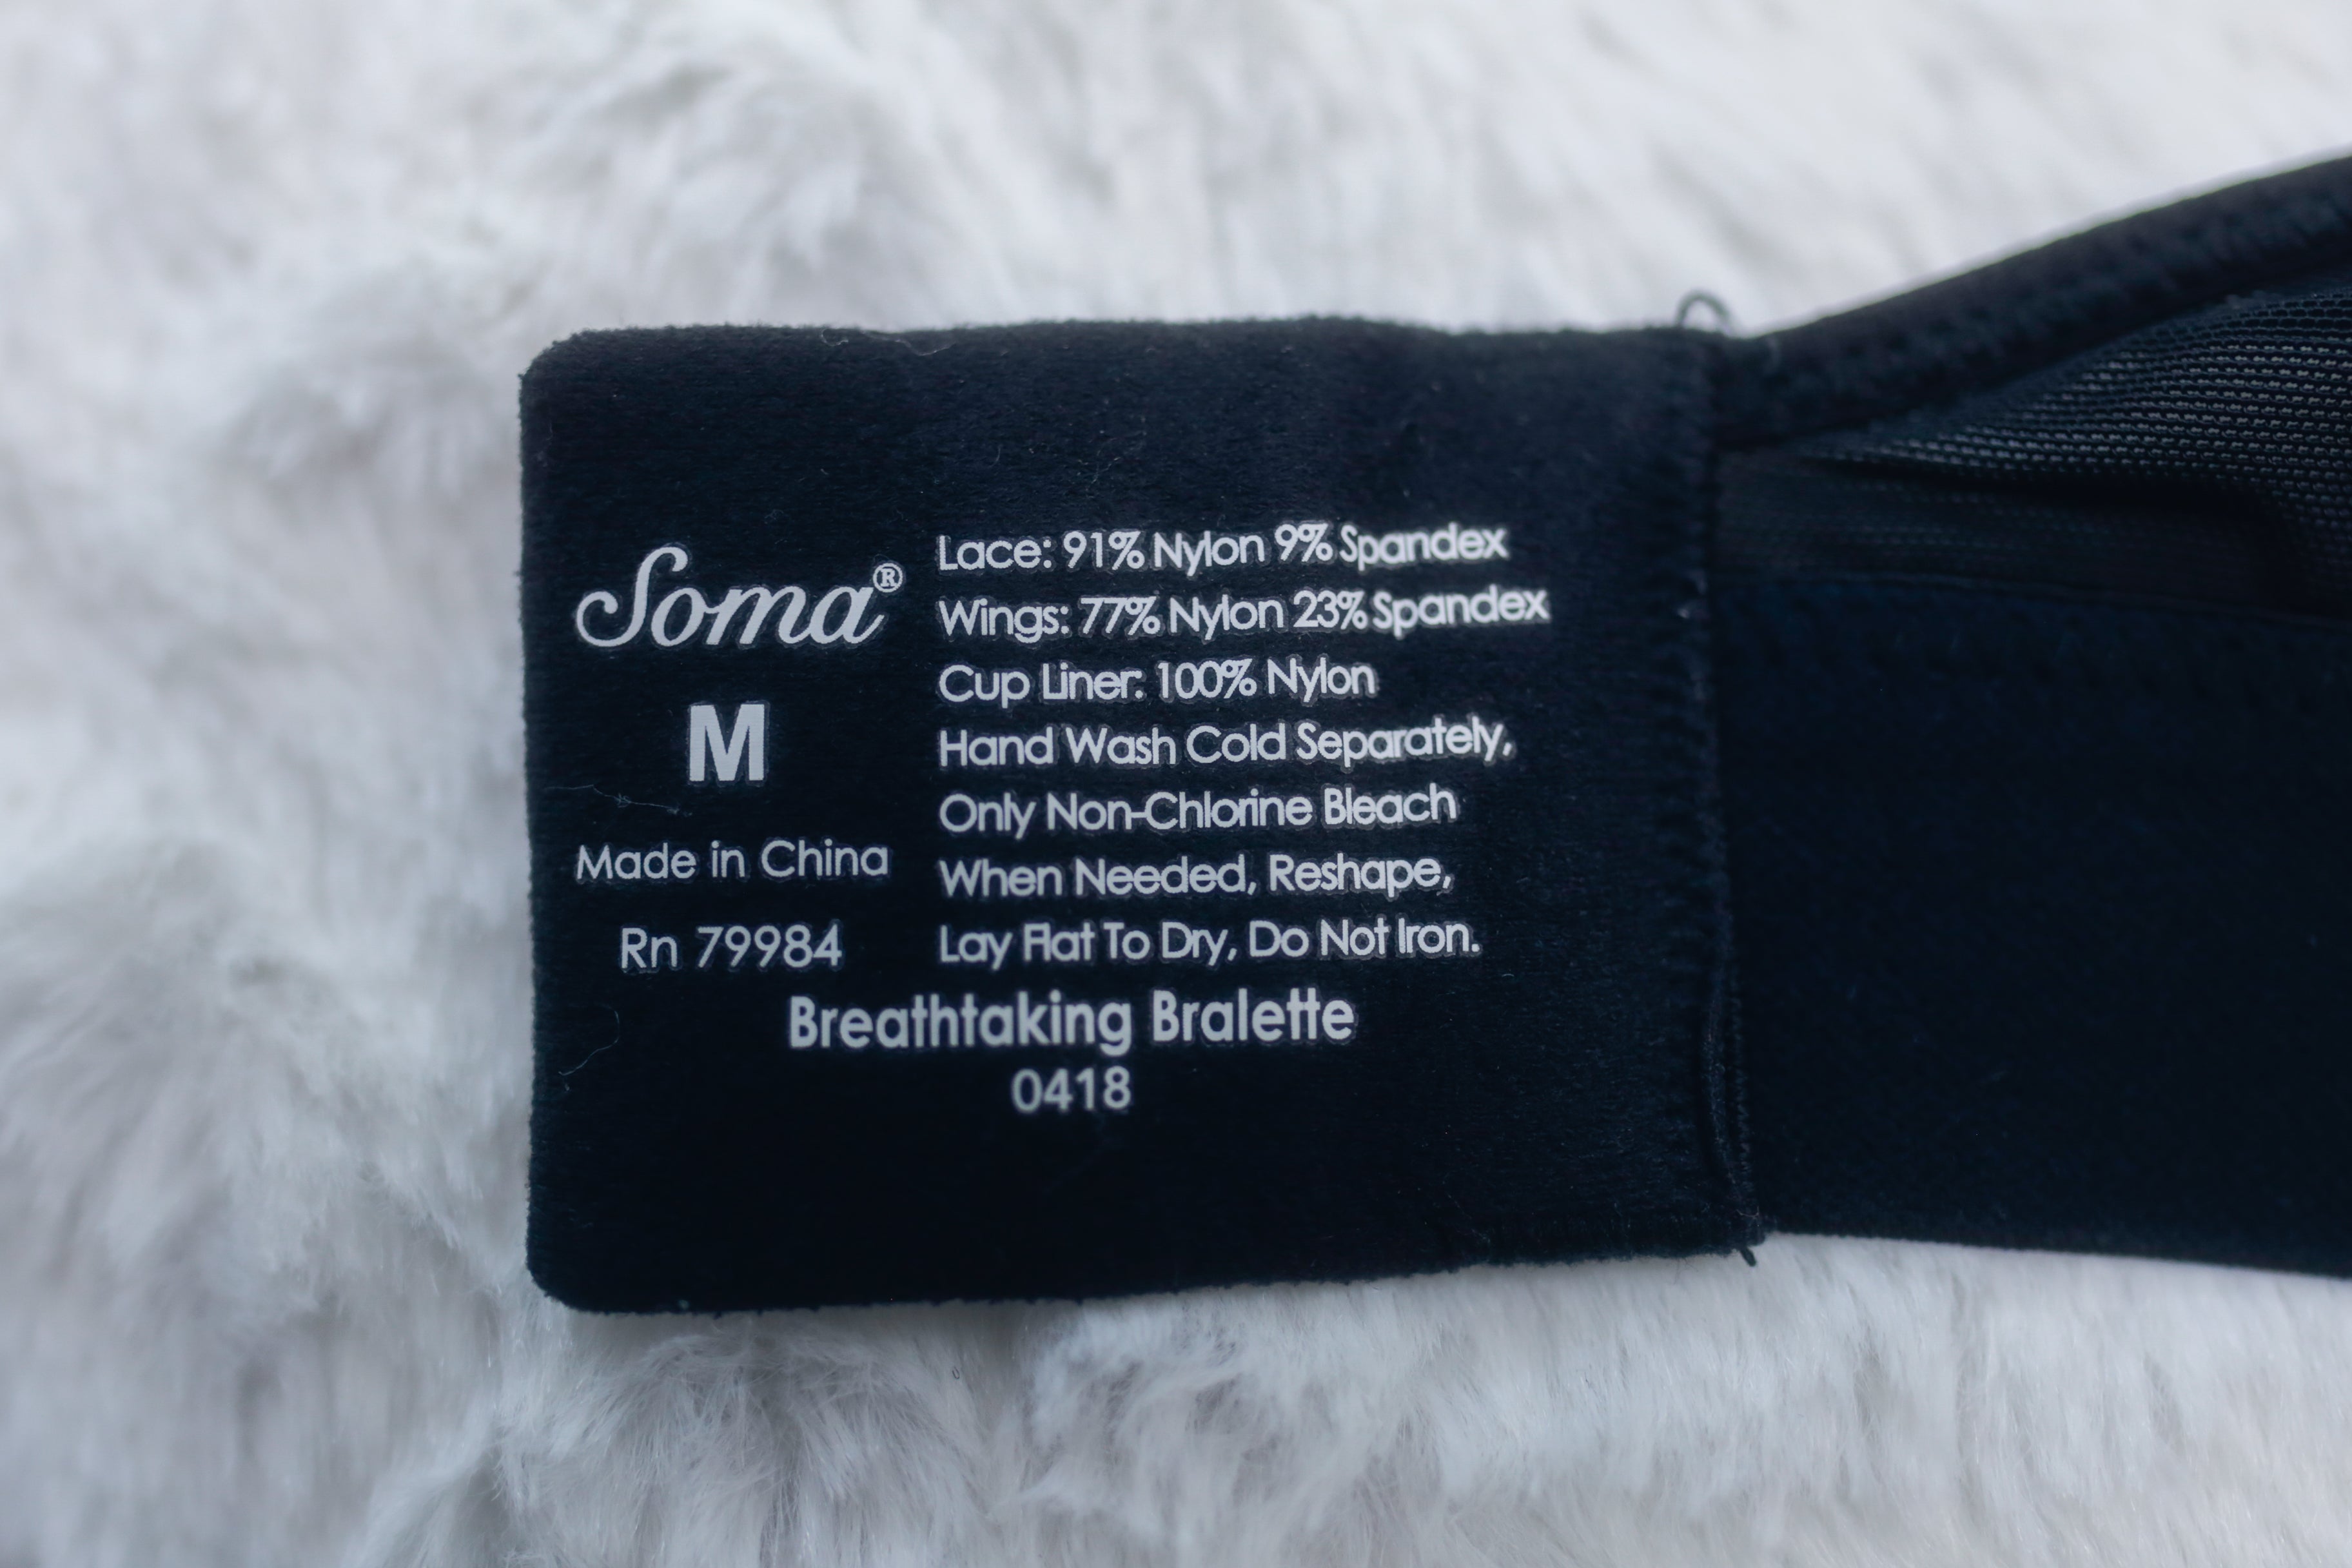 Soma®
M
Made in China
Rn 79984
Lace: 91% Nylon 9% Spandex
Wings: 77% Nylon 23% Spandex
Cup Liner: 100% Nylon
Hand Wash Cold Separately,
Only Non-Chlorine Bleach
When Needed, Reshape,
Lay Flat To Dry, Do Not Iron.
Breathtaking Bralette
0418